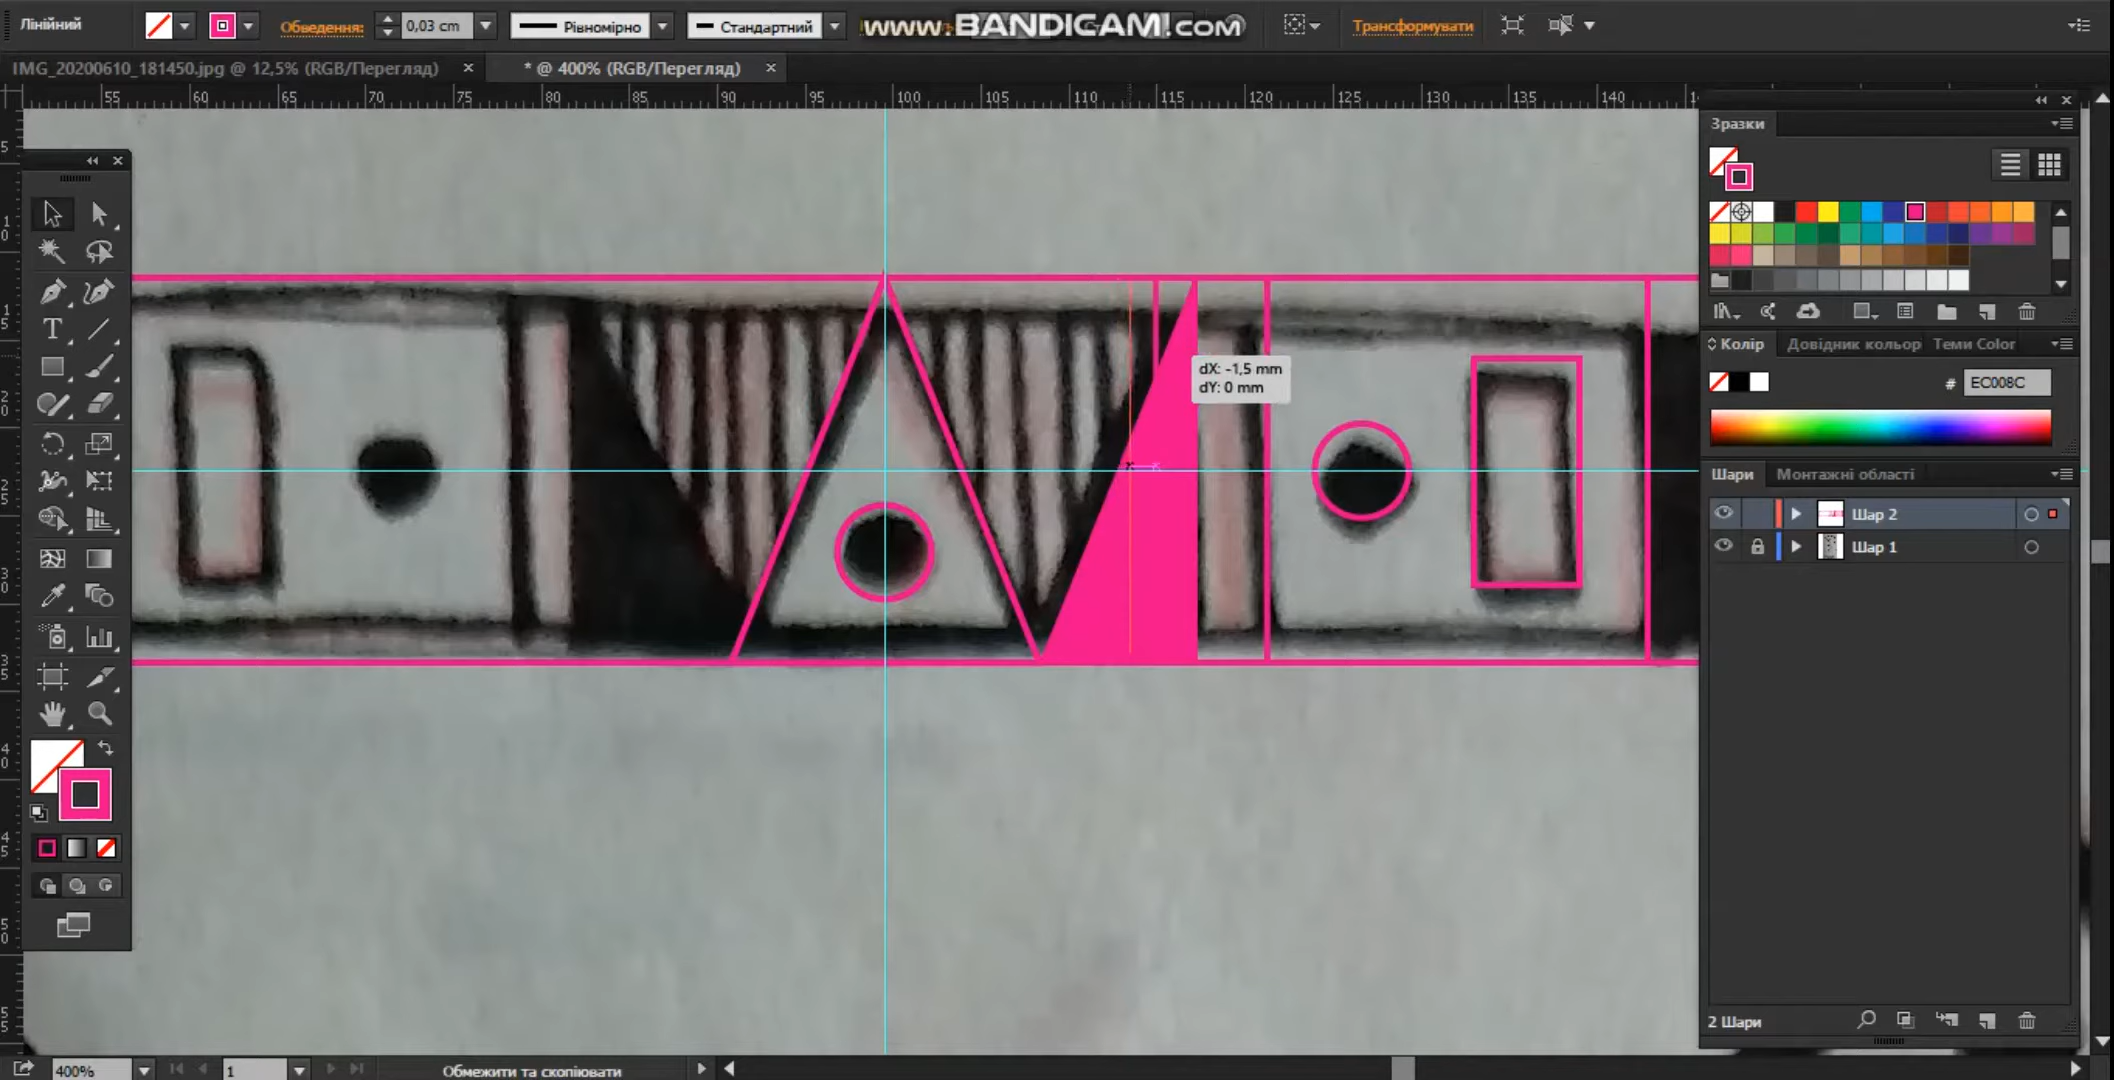 Лінійний
Обведення:
0,03 cm
Рівномірно
Стандартний
www.BANDICAM.com
Трансформувати
IMG_20200610_181450.jpg @ 12,5% (RGB/Перегляд)
* @ 400% (RGB/Перегляд)
55 60 65 70 75 80 85 90 95 100 105 110 115 120 125 130 135 140
Зразки
dX: -1,5 mm
dY: 0 mm
Колір
Довідник кольор
Теми Color
# EC008C
Шари
Монтажні області
Шар 2
Шар 1
2 Шари
400%
1
Обмежити та скопіювати